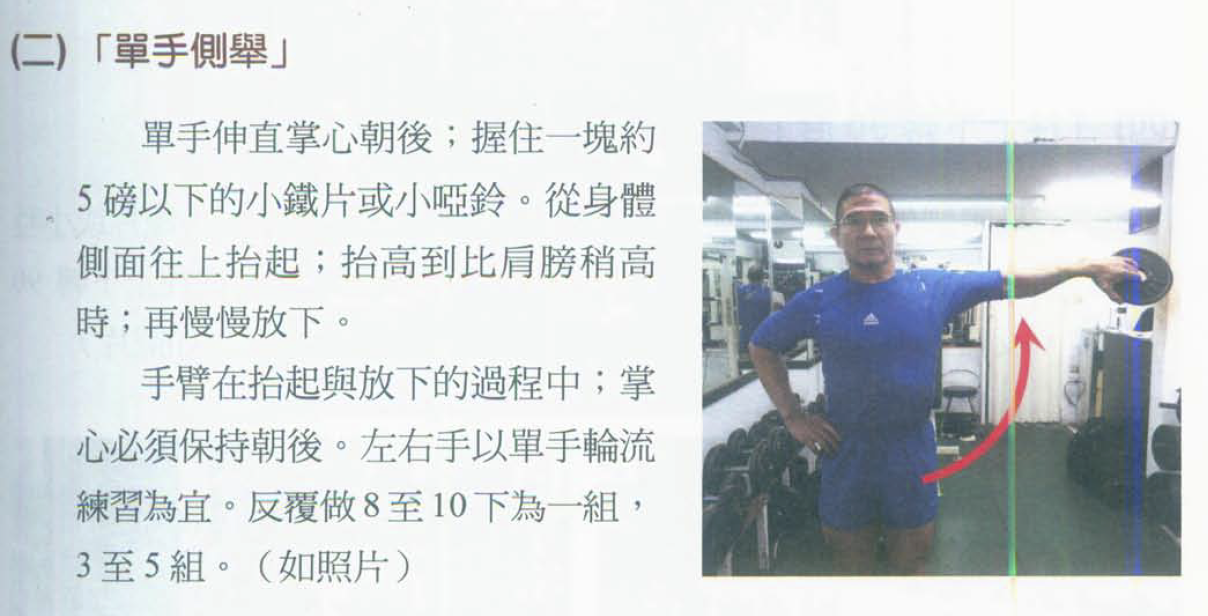 (二)「單手側舉」
單手伸直掌心朝後；握住一塊約
5 磅以下的小鐵片或小啞鈴。從身體
側面往上抬起；抬高到比肩膀稍高
時；再慢慢放下。
手臂在抬起與放下的過程中；掌
心必須保持朝後。左右手以單手輪流
練習為宜。反覆做 8 至 10 下為一組，
3 至 5 組。（如照片）